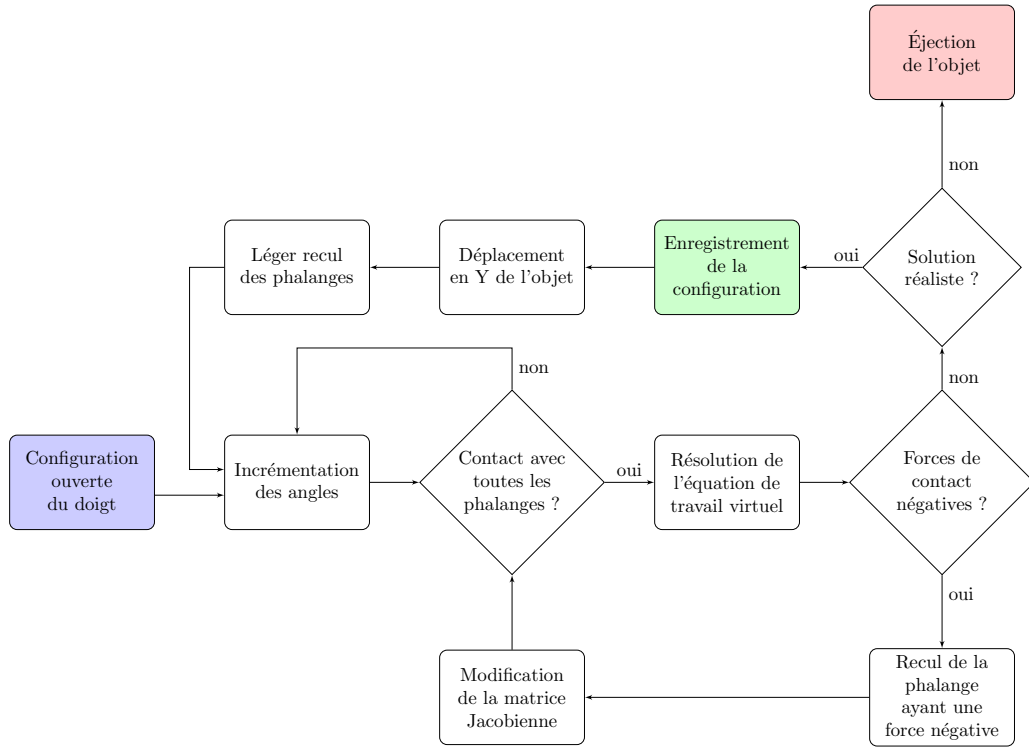 Éjection
de l'objet
non
Solution
réaliste ?
oui
Enregistrement
de la
configuration
Déplacement
en Y de l'objet
Léger recul
des phalanges
non
non
Configuration
ouverte
du doigt
Incrémentation
des angles
Contact avec
toutes les
phalanges ?
oui
Résolution de
l'équation de
travail virtuel
Forces de
contact
négatives ?
oui
Recul de la
phalange
ayant une
force négative
Modification
de la matrice
Jacobienne